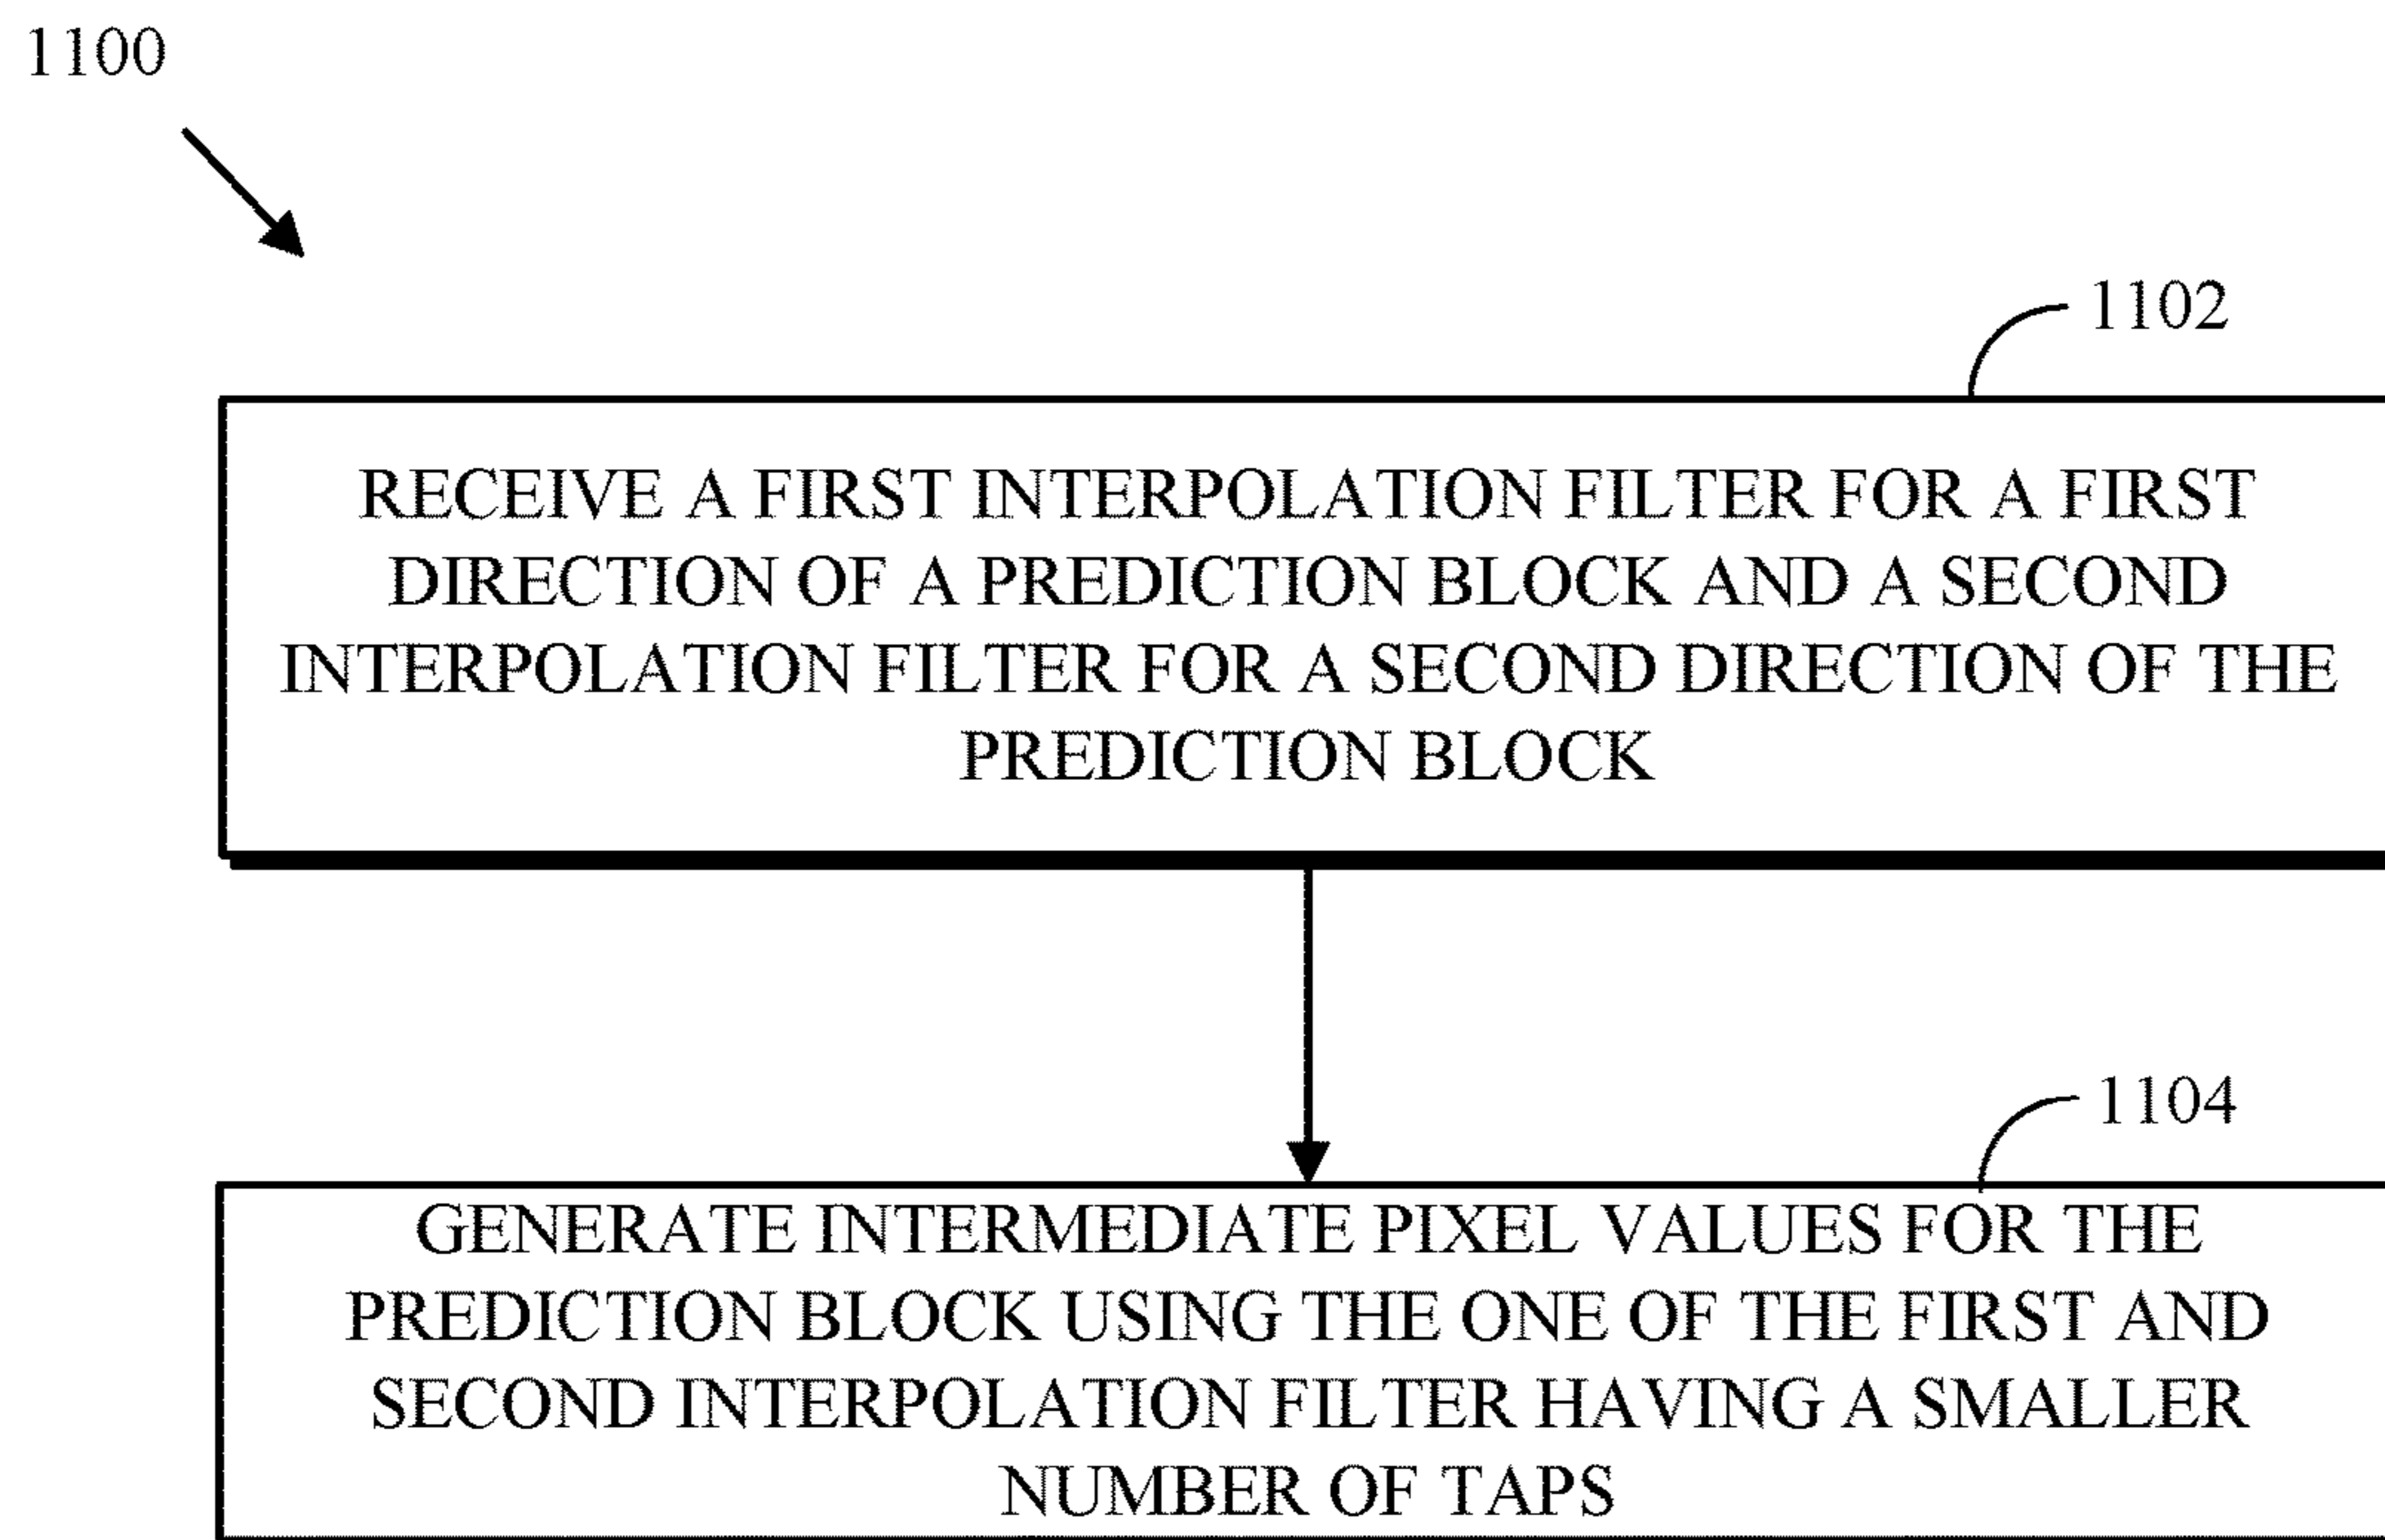 1100
1102
RECEIVE A FIRST INTERPOLATION FILTER FOR A FIRST
DIRECTION OF A PREDICTION BLOCK AND A SECOND
INTERPOLATION FILTER FOR A SECOND DIRECTION OF THE
PREDICTION BLOCK
1104
GENERATE INTERMEDIATE PIXEL VALUES FOR THE
PREDICTION BLOCK USING THE ONE OF THE FIRST AND
SECOND INTERPOLATION FILTER HAVING A SMALLER
NUMBER OF TAPS